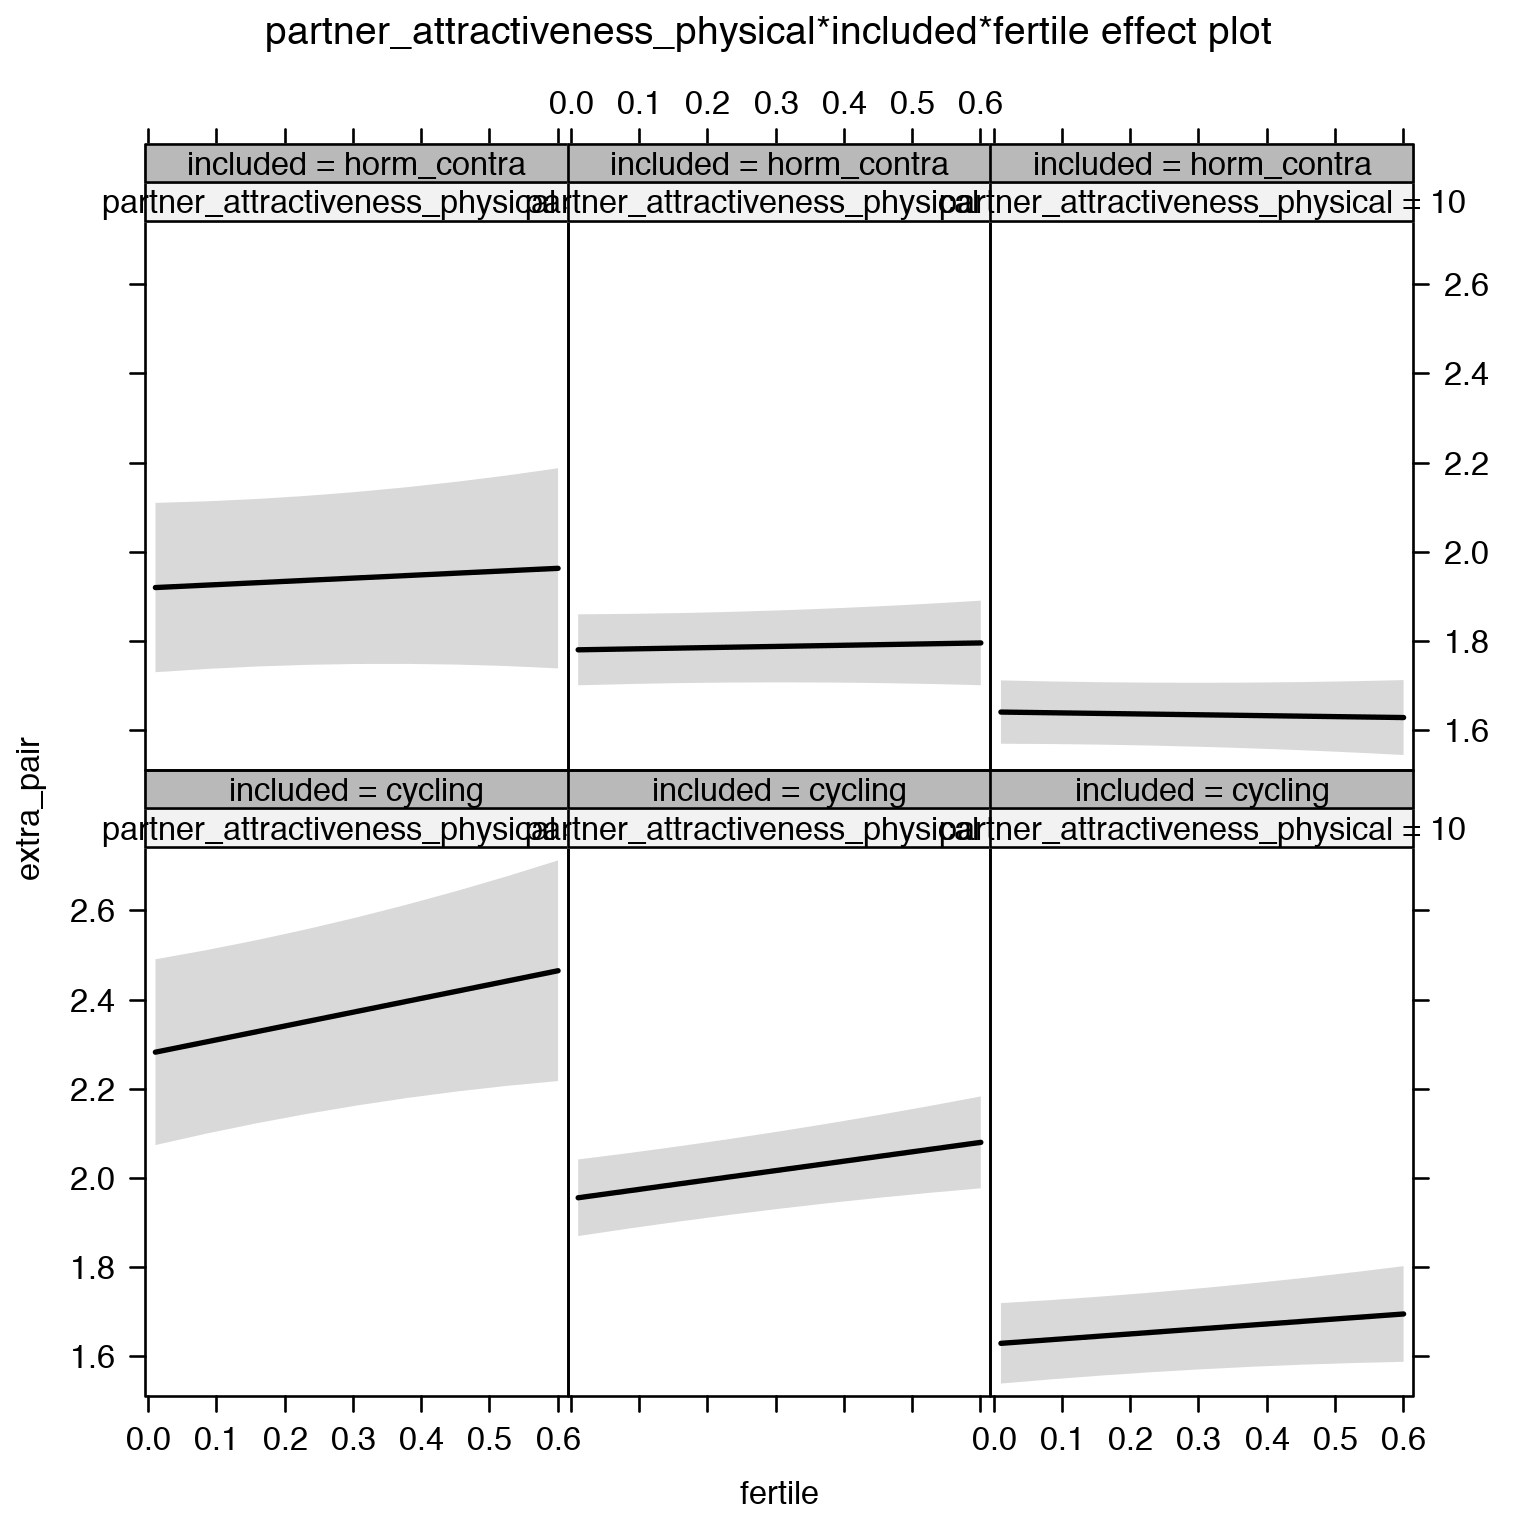 partner_attractiveness_physical*included*fertile effect plot
0.0 0.1 0.2 0.3 0.4 0.5 0.6
included = horm_contra included = horm_contra included = horm_contra
partner_attractiveness_physical partner_attractiveness_physical partner_attractiveness_physical = 10
2.6
2.4
2.2
2.0
1.8
1.6
extra_pair
included = cycling included = cycling included = cycling
partner_attractiveness_physical partner_attractiveness_physical partner_attractiveness_physical = 10
2.6
2.4
2.2
2.0
1.8
1.6
0.0 0.1 0.2 0.3 0.4 0.5 0.6 0.0 0.1 0.2 0.3 0.4 0.5 0.6
fertile